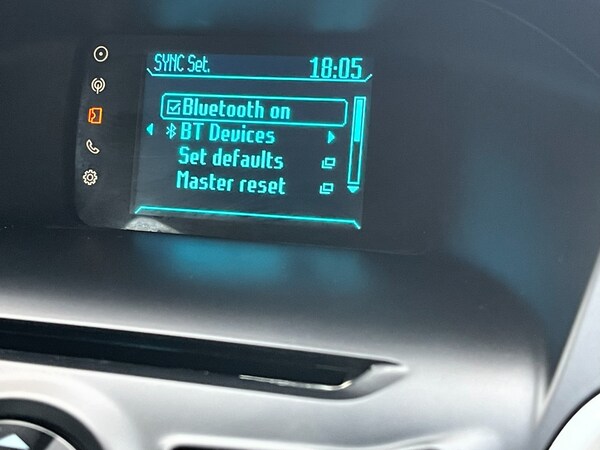 SYNC Set.
18:05
Bluetooth on
BT Devices
Set defaults
Master reset